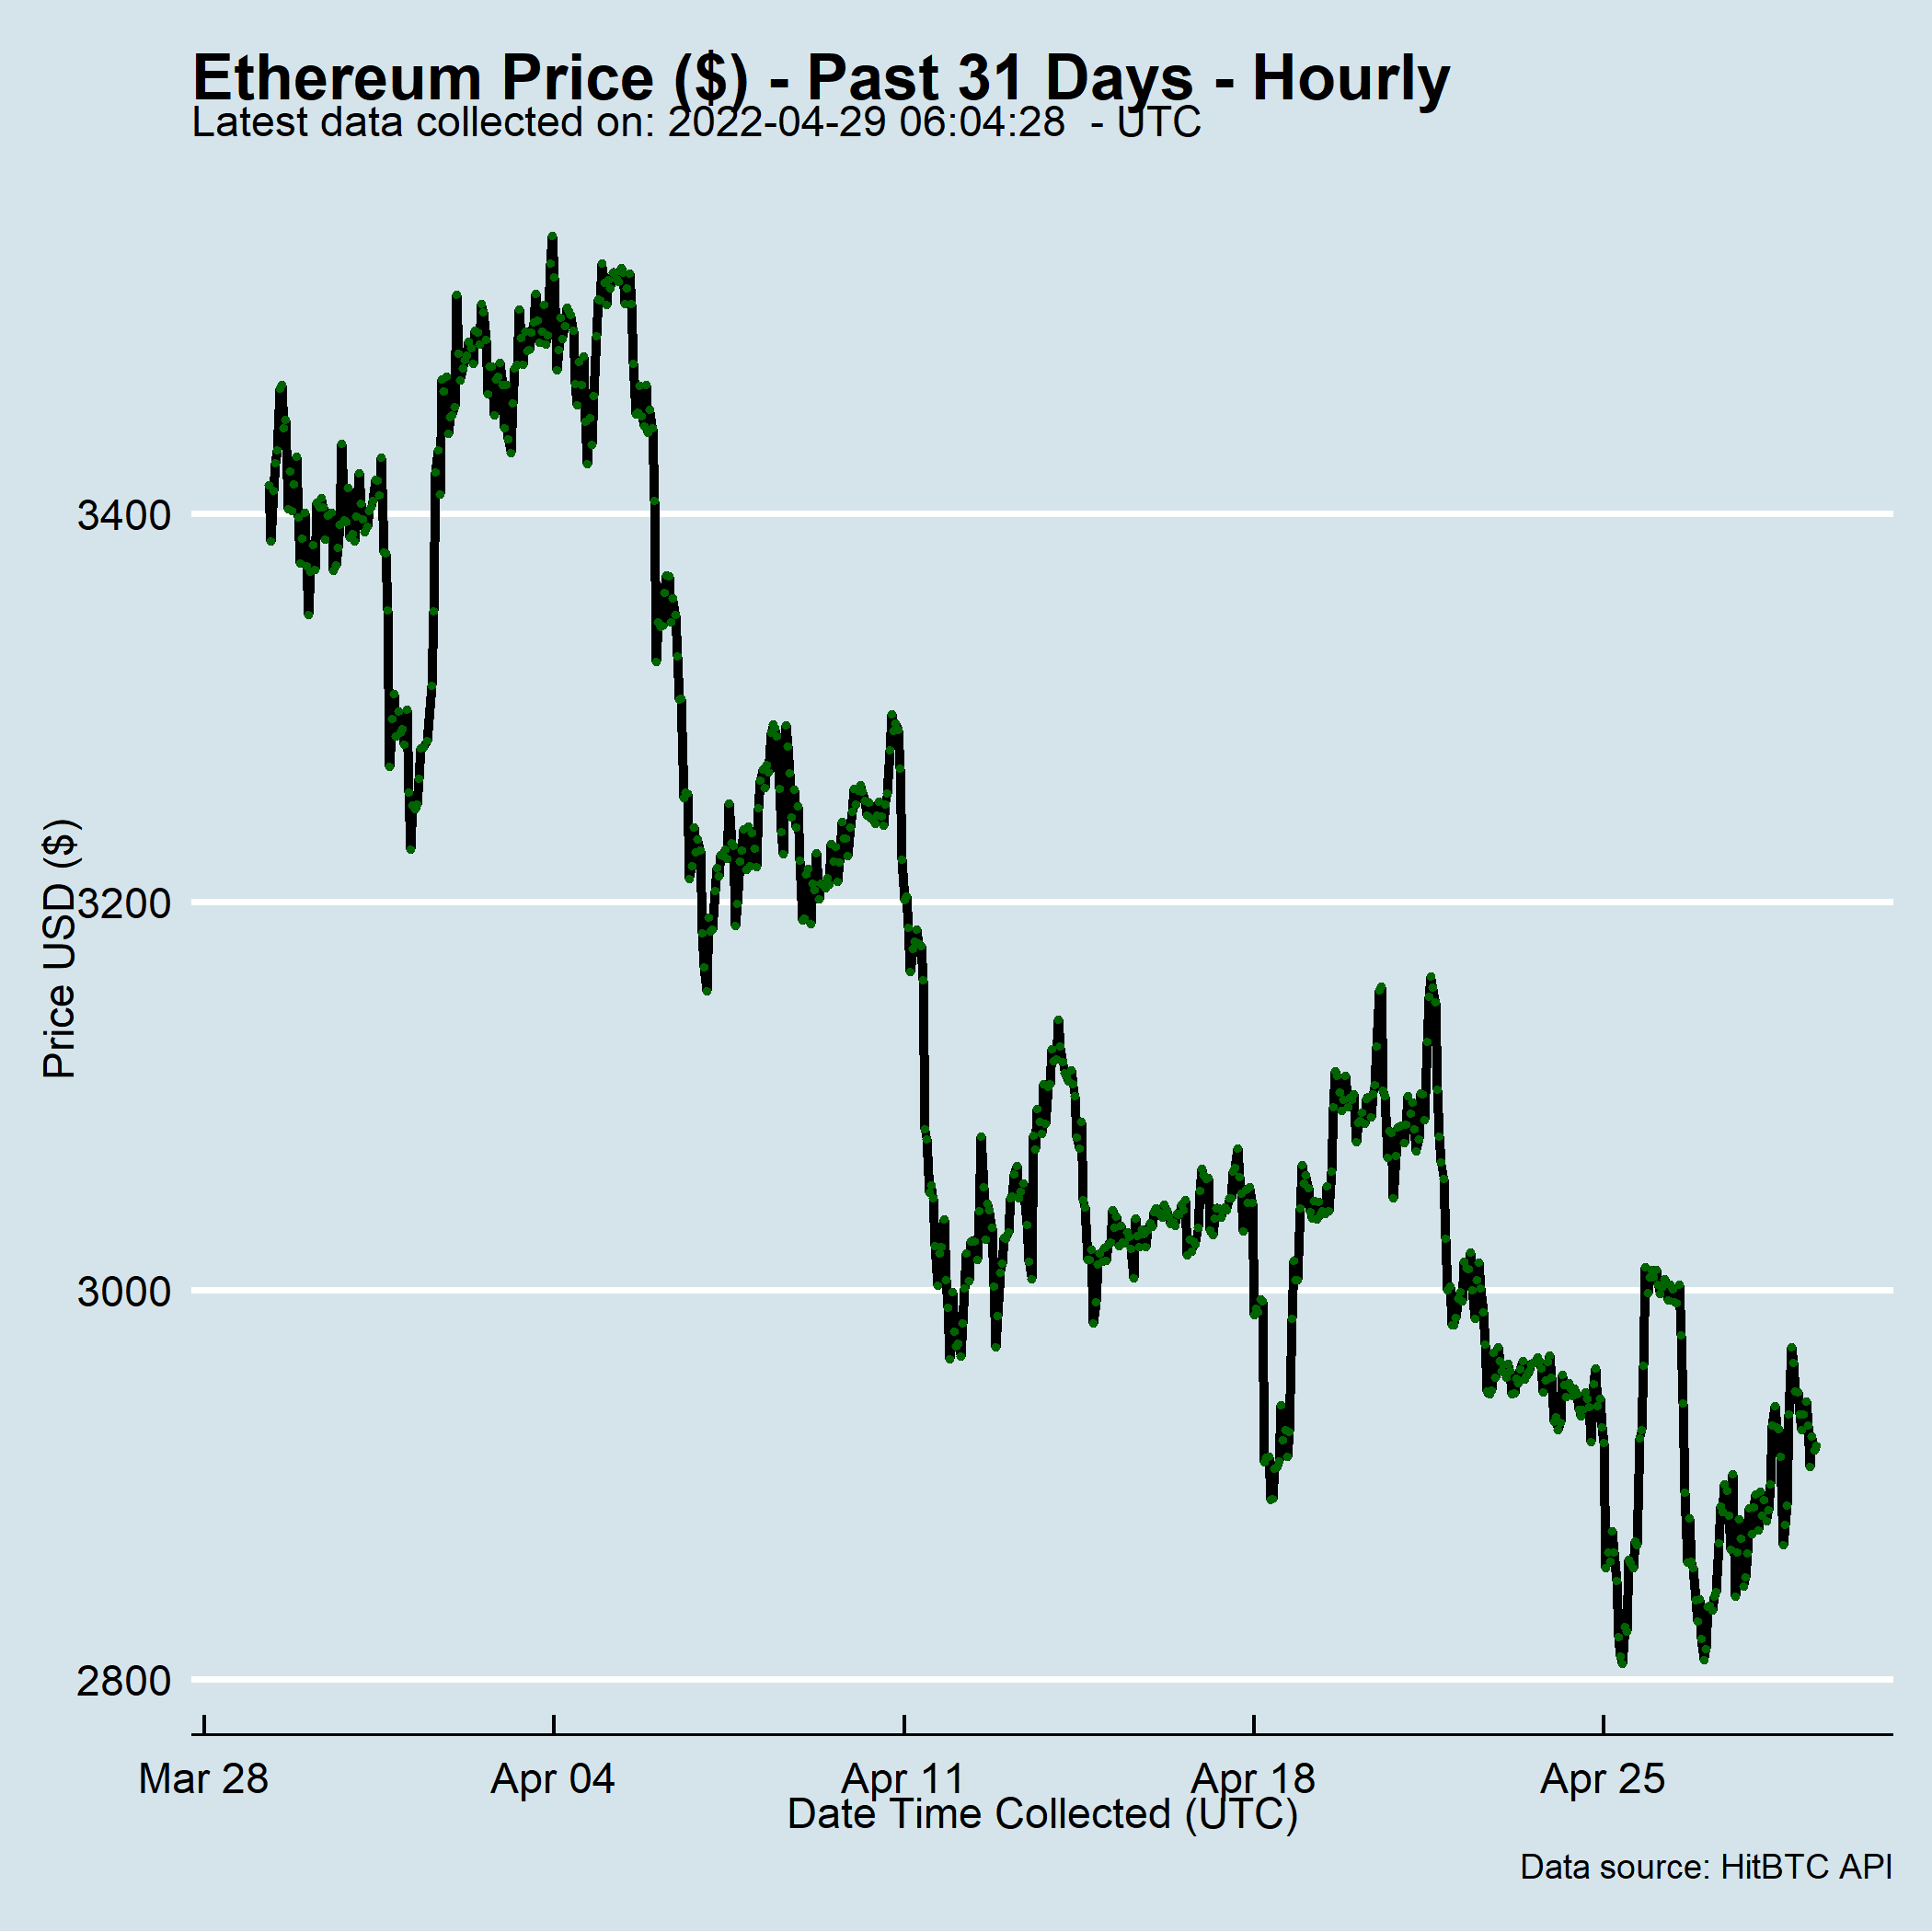 Ethereum Price ($) - Past 31 Days - Hourly
Latest data collected on: 2022-04-29 06:04:28  - UTC
3400
3200
3000
2800
Price USD ($)
Mar 28
Apr 04
Apr 11
Apr 18
Apr 25
Date Time Collected (UTC)
Data source: HitBTC API